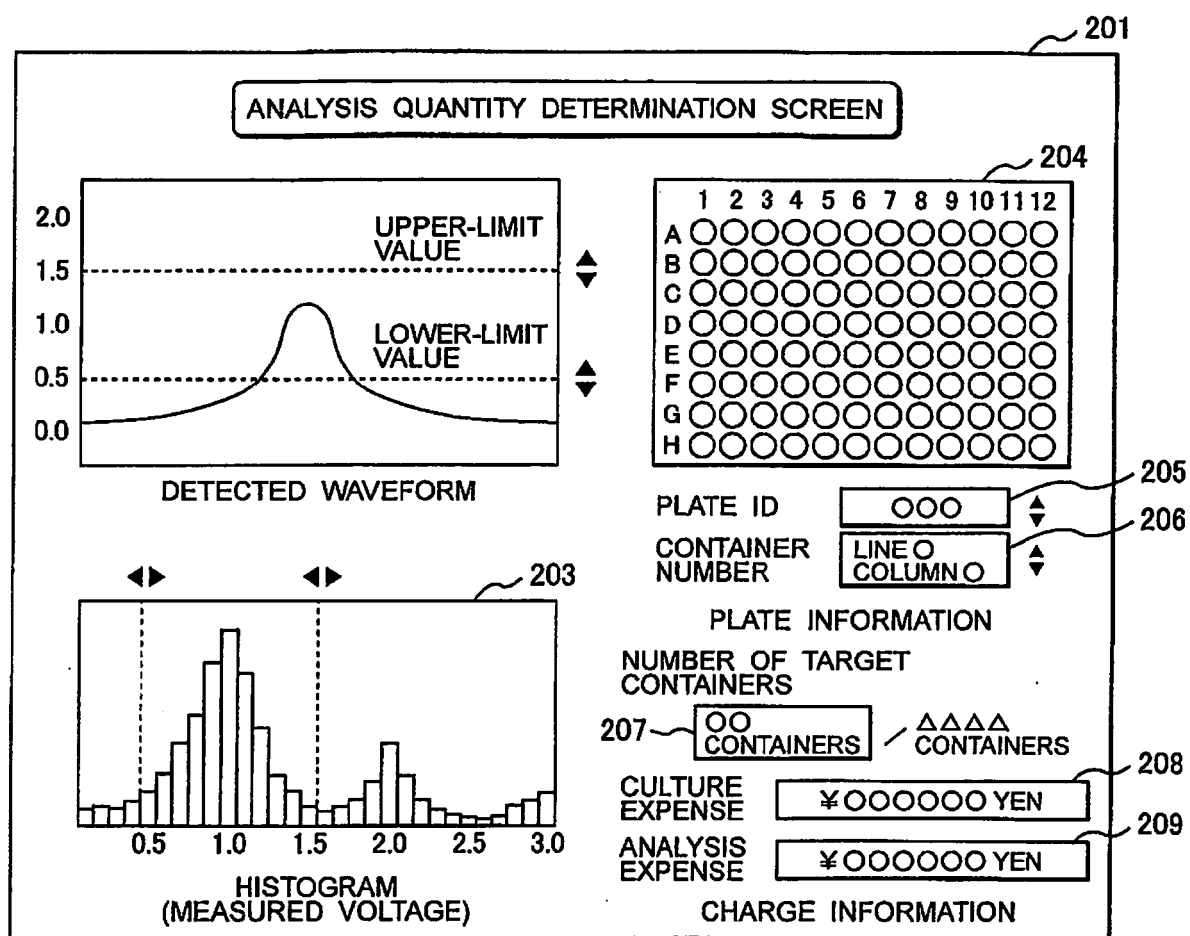 201
ANALYSIS QUANTITY DETERMINATION SCREEN
2.0
1.5
1.0
0.5
0.0
UPPER-LIMIT
VALUE
LOWER-LIMIT
VALUE
DETECTED WAVEFORM
204
1 2 3 4 5 6 7 8 9 10 11 12
A
B
C
D
E
F
G
H
PLATE ID
○○○
205
CONTAINER
NUMBER
LINE ○
COLUMN ○
206
PLATE INFORMATION
203
0.5 1.0 1.5 2.0 2.5 3.0
HISTOGRAM
(MEASURED VOLTAGE)
NUMBER OF TARGET
CONTAINERS
207
○○
CONTAINERS
/
△△△△
CONTAINERS
CULTURE
EXPENSE
¥○○○○○○ YEN
208
ANALYSIS
EXPENSE
¥○○○○○○ YEN
209
CHARGE INFORMATION